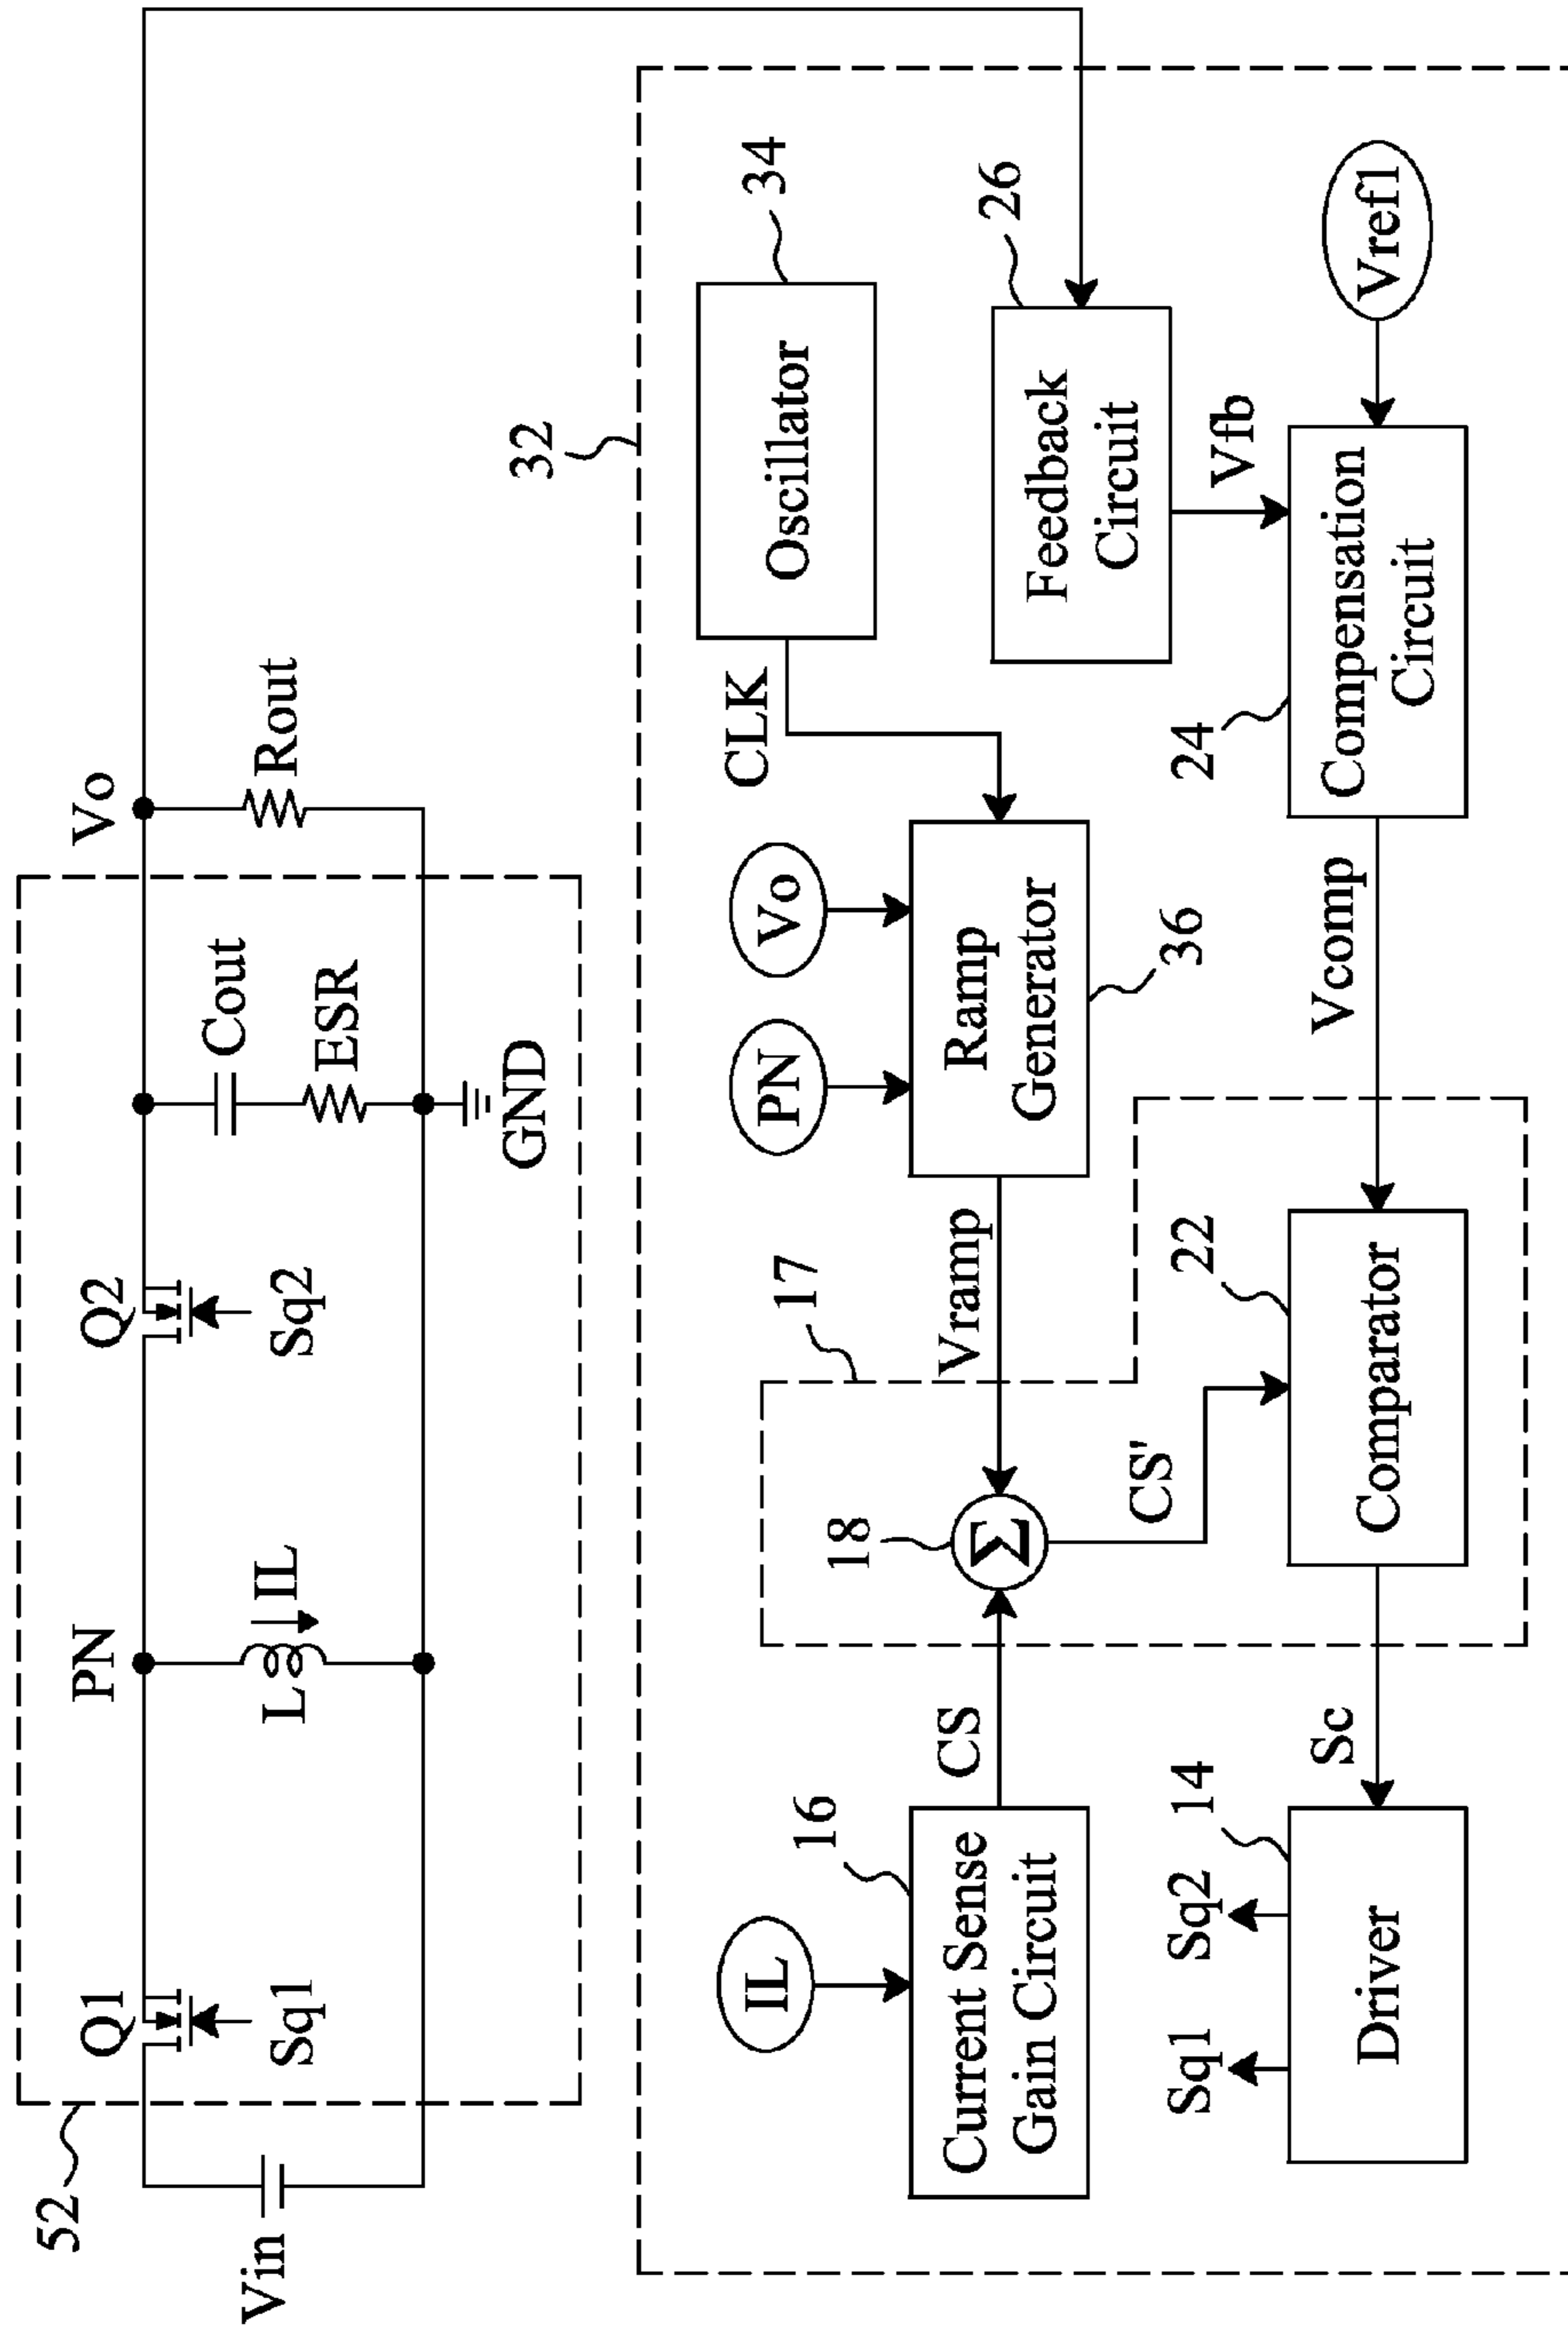 52
Vin
Q1
Sq1
PN
L
IL
Q2
Sq2
Cout
ESR
GND
Vo
Rout
32
IL
16
Current Sense
Gain Circuit
CS
18
Σ
17
Vramp
PN
Vo
Ramp
Generator
36
CLK
Oscillator
34
CS'
Sq1
Sq2
14
Driver
Sc
22
Comparator
Vcomp
24
Compensation
Circuit
Vfb
Feedback
Circuit
26
Vref1